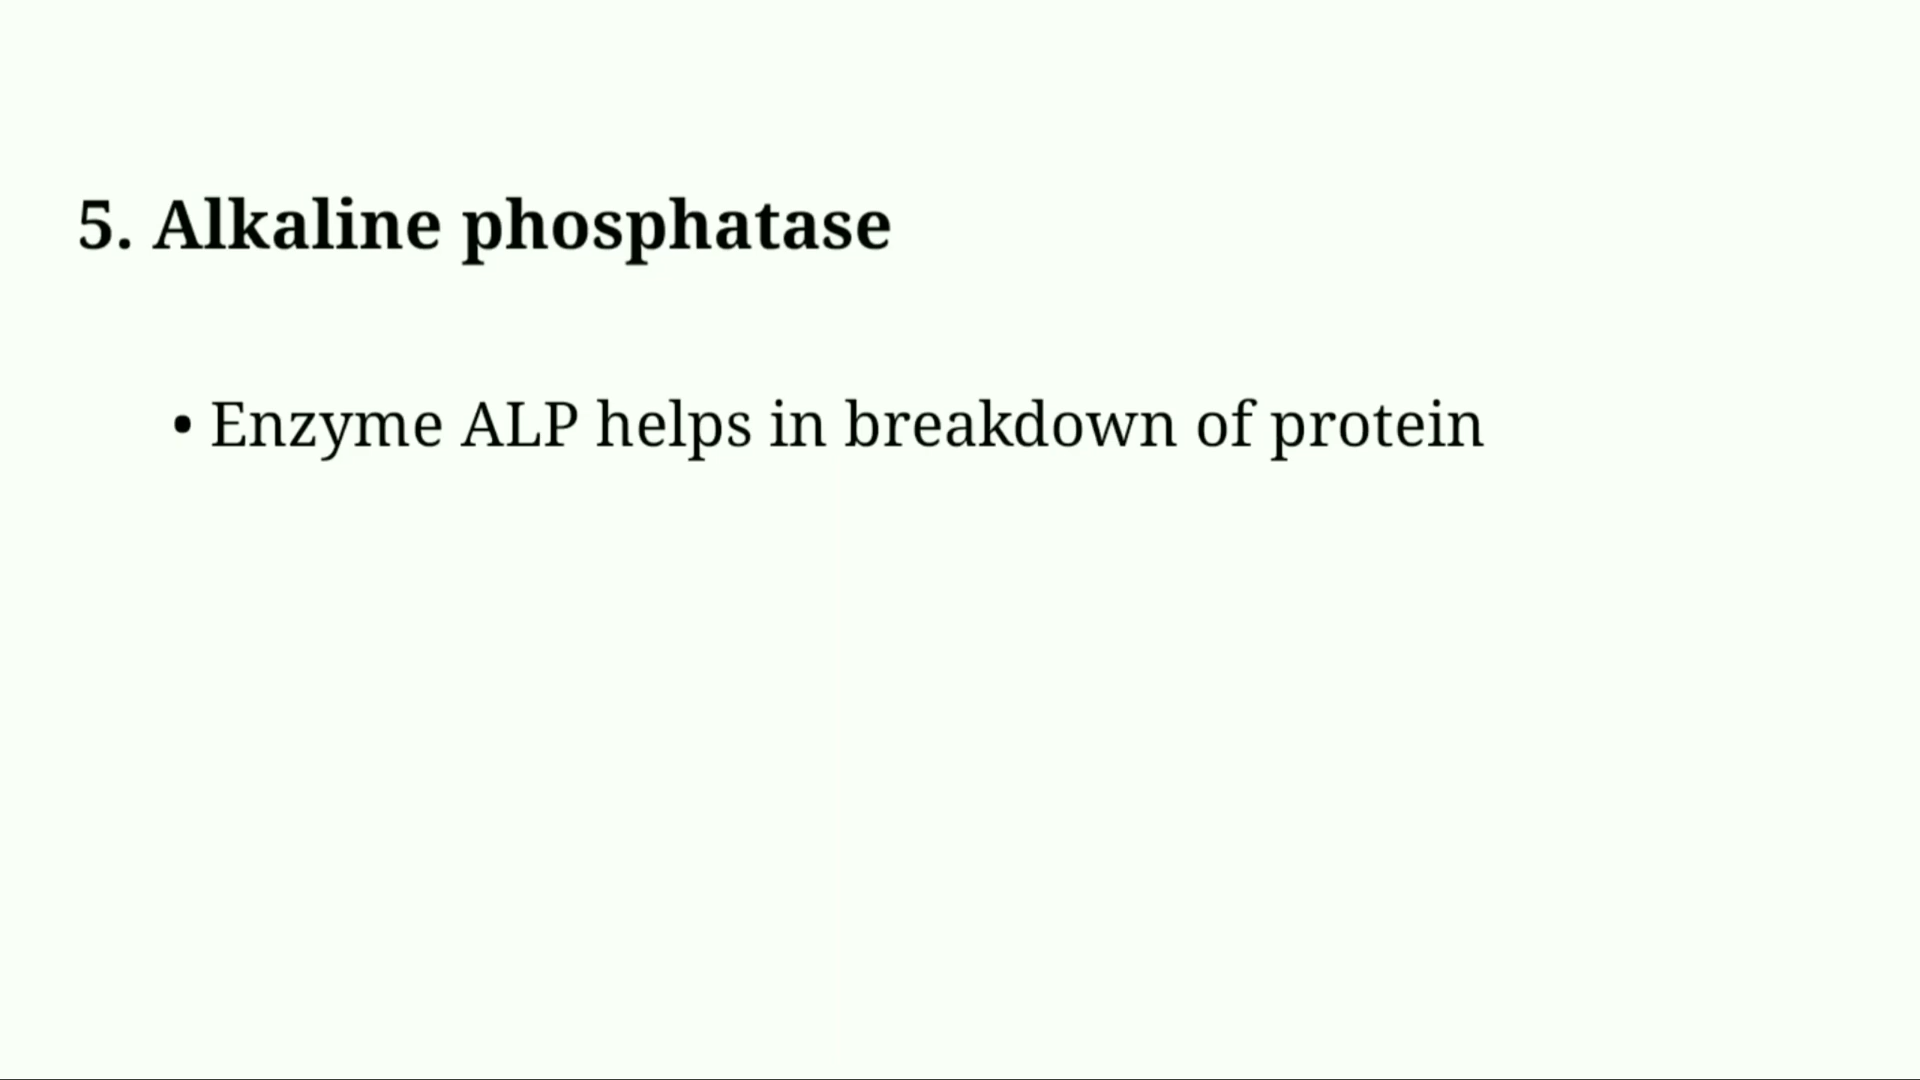 5. Alkaline phosphatase
• Enzyme ALP helps in breakdown of protein